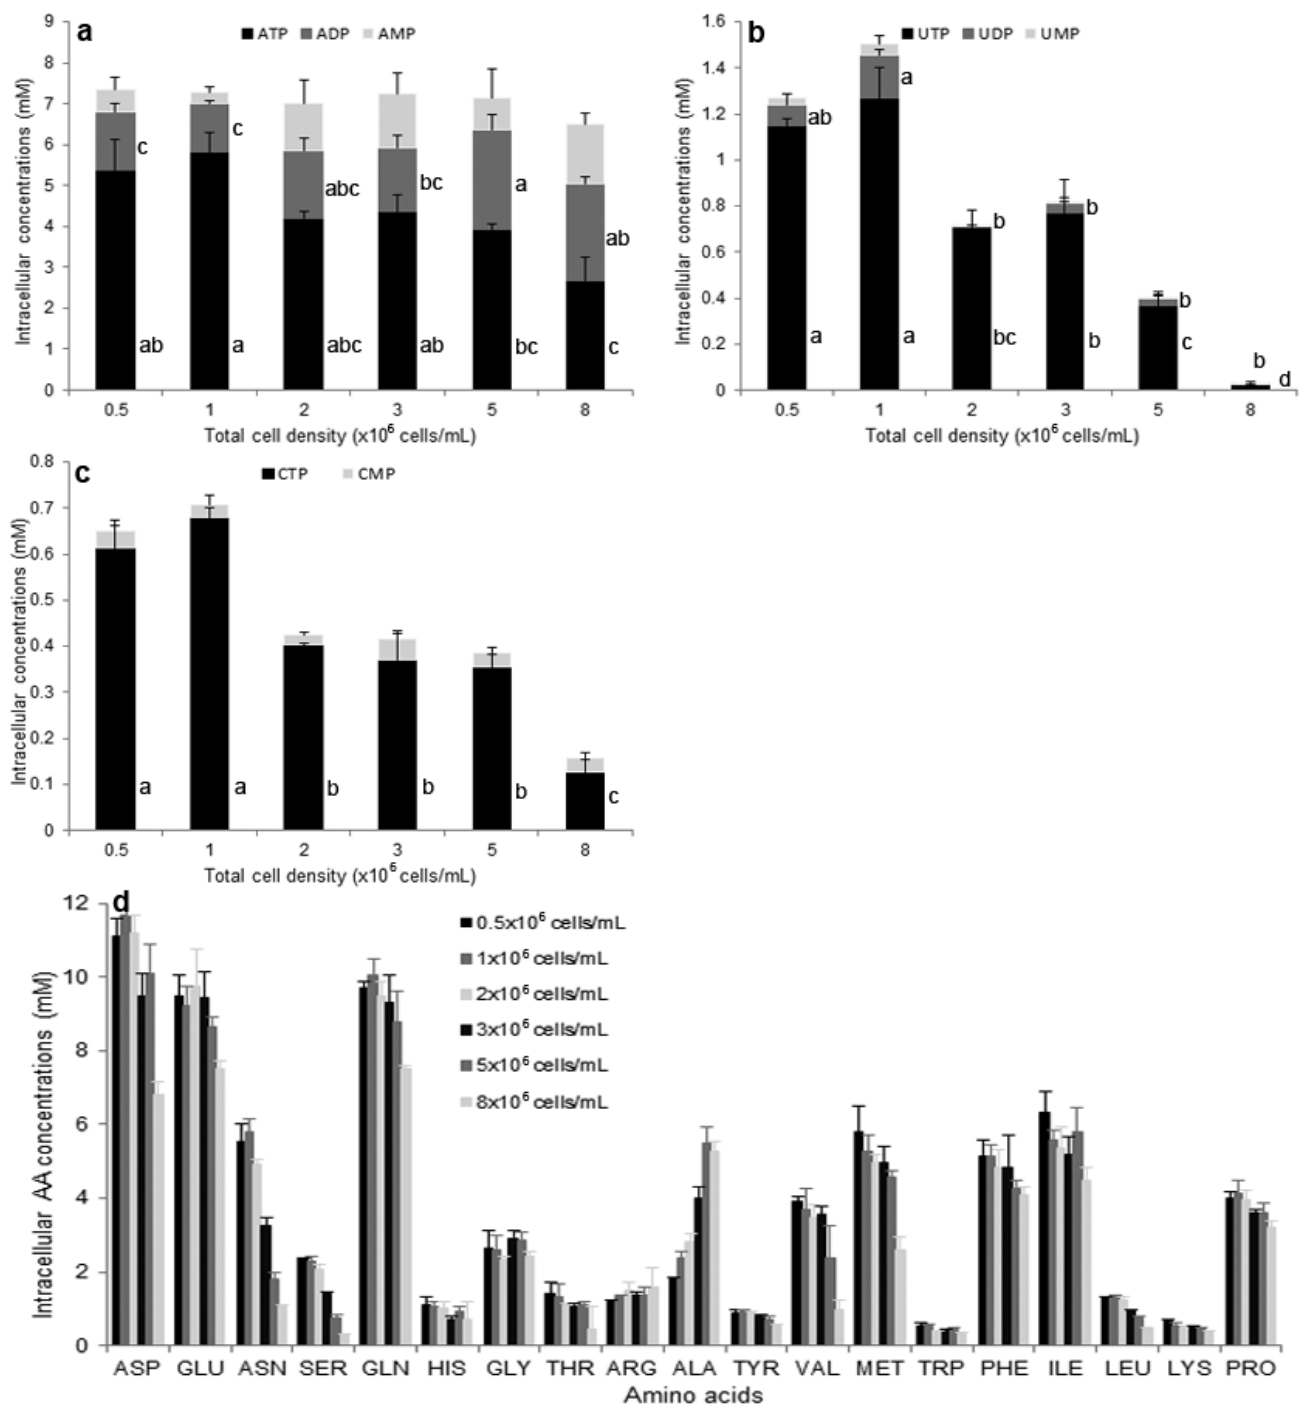 a
ATP ADP AMP
9
8
7
6
5
4
3
2
1
0
Intracellular concentrations (mM)
c
c
abc
bc
a
ab
ab
a
abc
ab
bc
c
0.5 1 2 3 5 8
Total cell density (x10⁶ cells/mL)
b
UTP UDP UMP
1.6
1.4
1.2
1
0.8
0.6
0.4
0.2
0
Intracellular concentrations (mM)
ab
a
b
b
b
b
a
a
bc
b
c
d
0.5 1 2 3 5 8
Total cell density (x10⁶ cells/mL)
c
CTP CMP
0.8
0.7
0.6
0.5
0.4
0.3
0.2
0.1
0
Intracellular concentrations (mM)
a
a
b
b
b
c
0.5 1 2 3 5 8
Total cell density (x10⁶ cells/mL)
d
12
10
8
6
4
2
0
Intracellular AA concentrations (mM)
0.5x10⁶ cells/mL
1x10⁶ cells/mL
2x10⁶ cells/mL
3x10⁶ cells/mL
5x10⁶ cells/mL
8x10⁶ cells/mL
ASP GLU ASN SER GLN HIS GLY THR ARG ALA TYR VAL MET TRP PHE ILE LEU LYS PRO
Amino acids